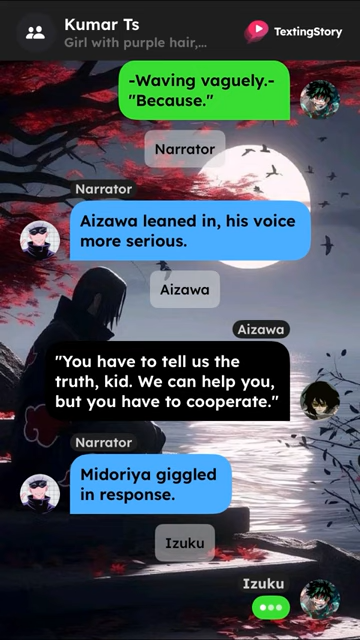 Kumar Ts
Girl with purple hair,...
TextingStory
-Waving vaguely.-
"Because."
Narrator
Narrator
Aizawa leaned in, his voice
more serious.
Aizawa
Aizawa
"You have to tell us the
truth, kid. We can help you,
but you have to cooperate."
Narrator
Midoriya giggled
in response.
Izuku
Izuku